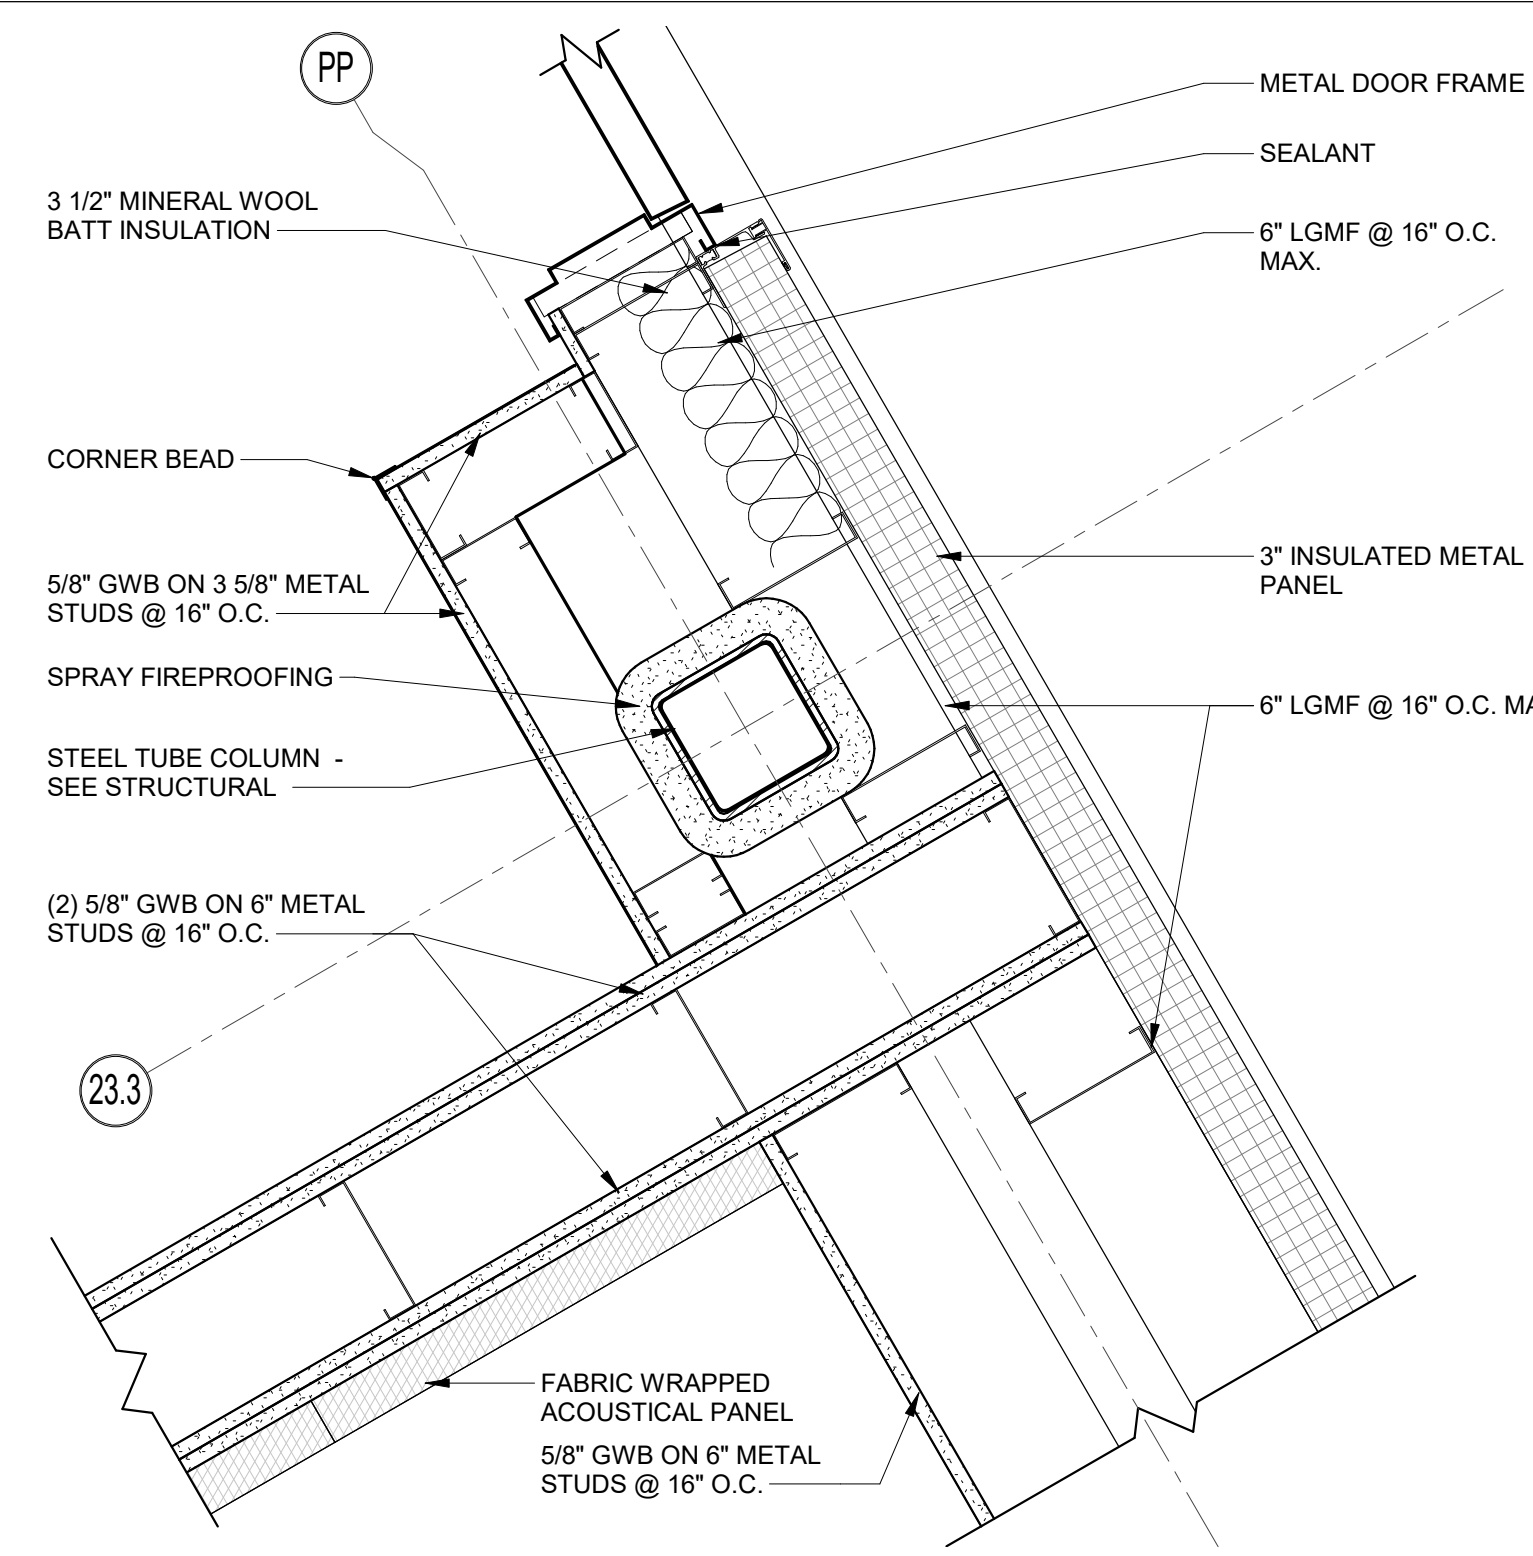 PP
METAL DOOR FRAME
SEALANT
3 1/2" MINERAL WOOL
BATT INSULATION
6" LGMF @ 16" O.C.
MAX.
CORNER BEAD
3" INSULATED METAL
PANEL
5/8" GWB ON 3 5/8" METAL
STUDS @ 16" O.C.
SPRAY FIREPROOFING
6" LGMF @ 16" O.C.
STEEL TUBE COLUMN -
SEE STRUCTURAL
(2) 5/8" GWB ON 6" METAL
STUDS @ 16" O.C.
23.3
FABRIC WRAPPED
ACOUSTICAL PANEL
5/8" GWB ON 6" METAL
STUDS @ 16" O.C.